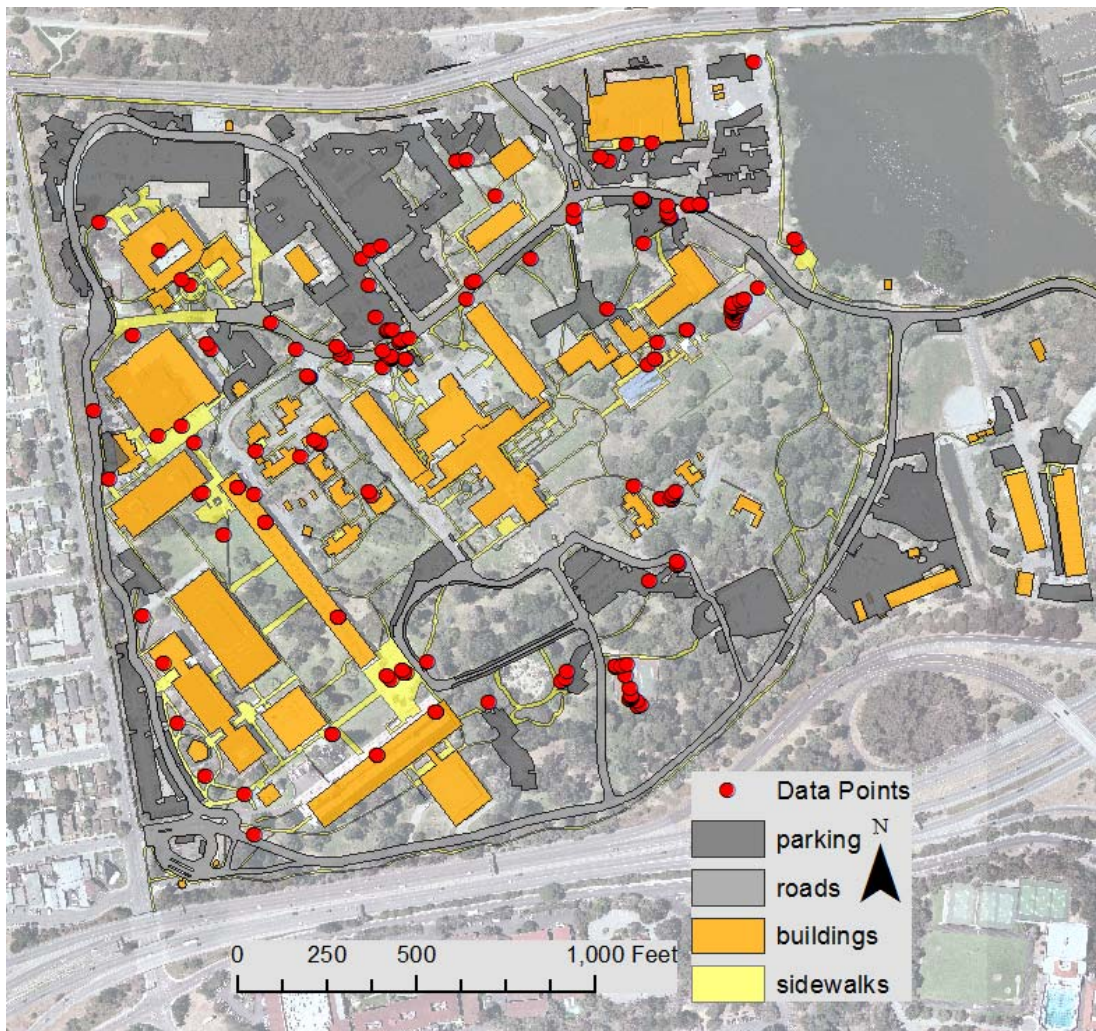 Data Points
parking
N
roads
buildings
sidewalks
0 250 500 1,000 Feet